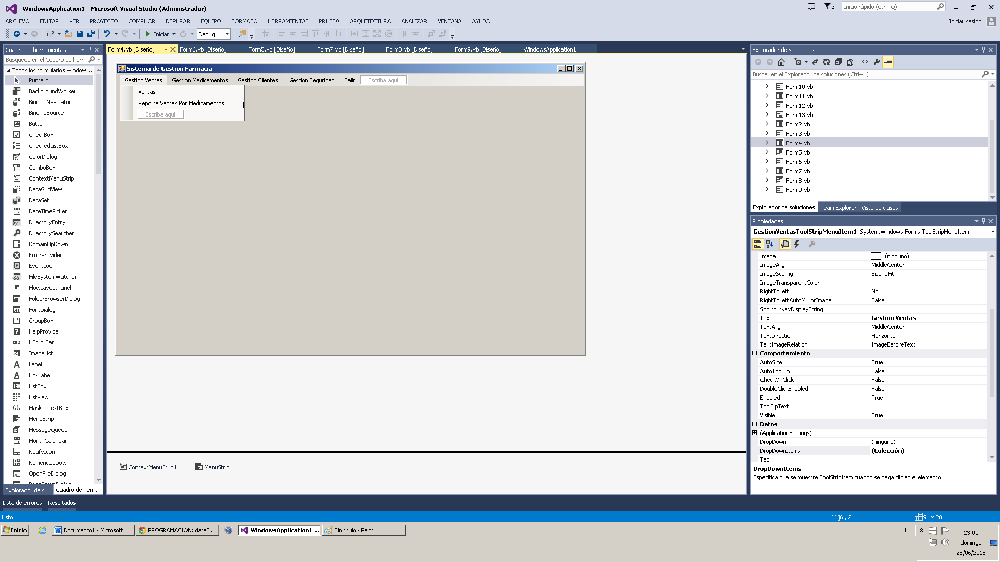 WindowsApplication1 - Microsoft Visual Studio (Administrador)
3
Inicio rápido (Ctrl+Q)
ARCHIVO EDITAR VER PROYECTO COMPILAR DEPURAR EQUIPO FORMATO HERRAMIENTAS PRUEBA ARQUITECTURA ANALIZAR VENTANA AYUDA
Iniciar sesión
Iniciar
Debug
Cuadro de herramientas
Búsqueda en el Cuadro de herr
Todos los formularios Window...
Puntero
BackgroundWorker
BindingNavigator
BindingSource
Button
CheckBox
CheckedListBox
ColorDialog
ComboBox
ContextMenuStrip
DataGridView
DataSet
DateTimePicker
DirectoryEntry
DirectorySearcher
DomainUpDown
ErrorProvider
EventLog
FileSystemWatcher
FlowLayoutPanel
FolderBrowserDialog
FontDialog
GroupBox
HelpProvider
HScrollBar
ImageList
Label
LinkLabel
ListBox
ListView
MaskedTextBox
MenuStrip
MessageQueue
MonthCalendar
NotifyIcon
NumericUpDown
OpenFileDialog
Explorador de s...
Cuadro de herr...
Form4.vb [Diseño]*
Form6.vb [Diseño]
Form5.vb [Diseño]
Form7.vb [Diseño]
Form8.vb [Diseño]
Form9.vb [Diseño]
WindowsApplication1
Sistema de Gestion Farmacia
Gestion Ventas Gestion Medicamentos Gestion Clientes Gestion Seguridad Salir Escriba aquí
Ventas
Reporte Ventas Por Medicamentos
Escriba aquí
ContextMenuStrip1
MenuStrip1
Explorador de soluciones
Buscar en el Explorador de soluciones (Ctrl+´)
Form10.vb
Form11.vb
Form12.vb
Form13.vb
Form2.vb
Form3.vb
Form4.vb
Form5.vb
Form6.vb
Form7.vb
Form8.vb
Form9.vb
Explorador de soluciones Team Explorer Vista de clases
Propiedades
GestionVentasToolStripMenuItem1 System.Windows.Forms.ToolStripMenuItem
Image (ninguno)
ImageAlign MiddleCenter
ImageScaling SizeToFit
ImageTransparentColor
RightToLeft No
RightToLeftAutoMirrorImage False
ShortcutKeyDisplayString
Text Gestion Ventas
TextAlign MiddleCenter
TextDirection Horizontal
TextImageRelation ImageBeforeText
Comportamiento
AutoSize True
AutoToolTip False
CheckOnClick False
DoubleClickEnabled False
Enabled True
ToolTipText
Visible True
Datos
(ApplicationSettings)
DropDown (ninguno)
DropDownItems (Colección)
Tag
DropDownItems
Especifica que se muestre ToolStripItem cuando se haga clic en el elemento.
Lista de errores Resultados
Listo
6 , 2
91 x 20
Inicio
Documento1 - Microsoft ...
PROGRAMACION: dateTi...
WindowsApplication1 ...
Sin título - Paint
ES
23:00
domingo
28/06/2015